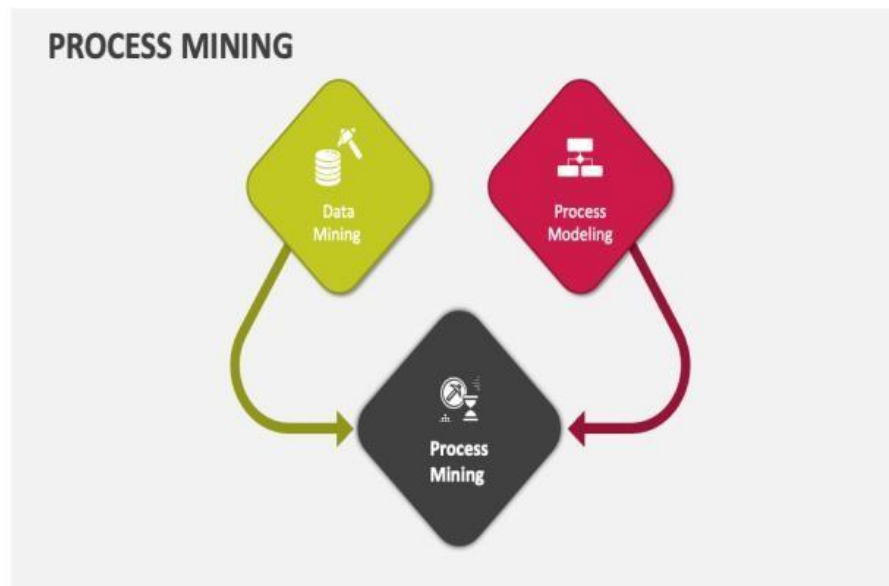 PROCESS MINING
Data
Mining
Process
Modeling
Process
Mining